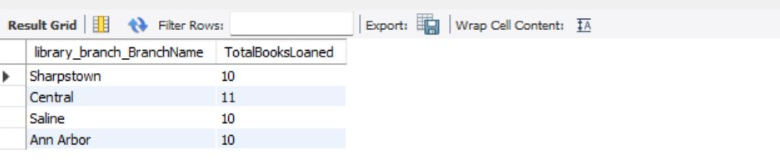 Result Grid Filter Rows: Export: Wrap Cell Content: IA
library_branch_BranchName TotalBooksLoaned
Sharpstown 10
Central 11
Saline 10
Ann Arbor 10